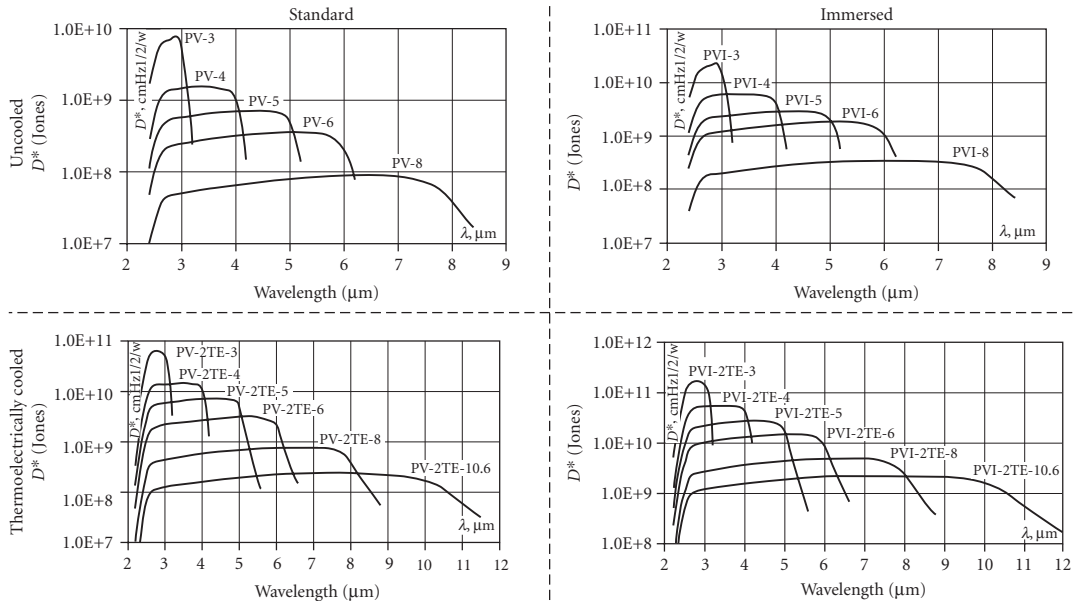 Standard
Immersed
Uncooled
D* (Jones)
D*, cmHz1/2/w
1.0E+10
1.0E+9
1.0E+8
1.0E+7
PV-3
PV-4
PV-5
PV-6
PV-8
λ, μm
2 3 4 5 6 7 8 9
Wavelength (μm)
D* (Jones)
D*, cmHz1/2/w
1.0E+11
1.0E+10
1.0E+9
1.0E+8
1.0E+7
PVI-3
PVI-4
PVI-5
PVI-6
PVI-8
λ, μm
2 3 4 5 6 7 8 9
Wavelength (μm)
Thermoelectrically cooled
D* (Jones)
D*, cmHz1/2/w
1.0E+11
1.0E+10
1.0E+9
1.0E+8
1.0E+7
PV-2TE-3
PV-2TE-4
PV-2TE-5
PV-2TE-6
PV-2TE-8
PV-2TE-10.6
λ, μm
2 3 4 5 6 7 8 9 10 11 12
Wavelength (μm)
D* (Jones)
D*, cmHz1/2/w
1.0E+12
1.0E+11
1.0E+10
1.0E+9
1.0E+8
PVI-2TE-3
PVI-2TE-4
PVI-2TE-5
PVI-2TE-6
PVI-2TE-8
PVI-2TE-10.6
λ, μm
2 3 4 5 6 7 8 9 10 11 12
Wavelength (μm)